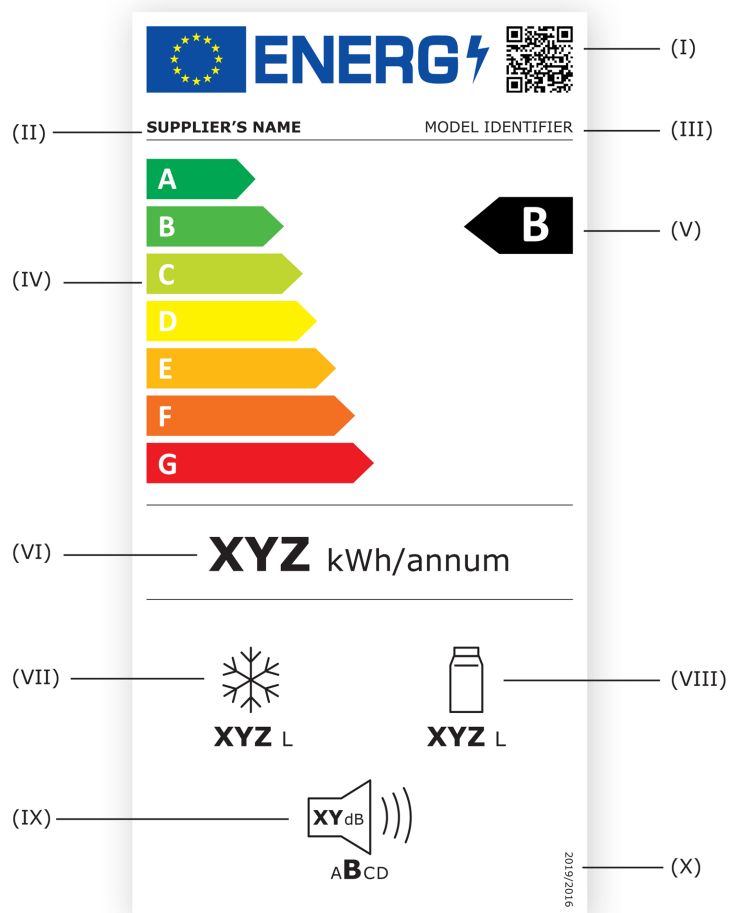 ENERG
(I)
(II)
SUPPLIER'S NAME
MODEL IDENTIFIER
(III)
A
B
B
(V)
(IV)
C
D
E
F
G
(VI)
XYZ kWh/annum
(VII)
(VIII)
XYZ L
XYZ L
(IX)
XY dB
ABCD
2019/2016
(X)